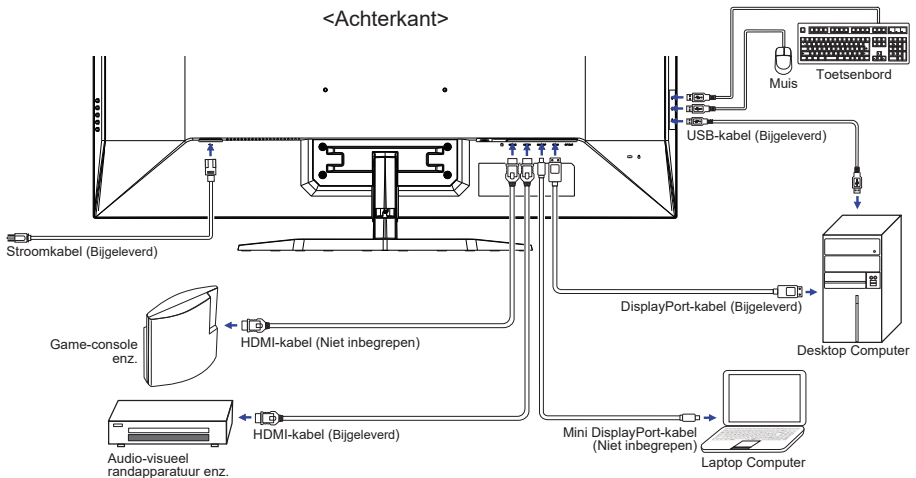 <Achterkant>
Muis
Toetsenbord
USB-kabel (Bijgeleverd)
Stroomkabel (Bijgeleverd)
DisplayPort-kabel (Bijgeleverd)
Game-console
enz.
HDMI-kabel (Niet inbegrepen)
Desktop Computer
HDMI-kabel (Bijgeleverd)
Mini DisplayPort-kabel
(Niet inbegrepen)
Audio-visueel
randapparatuur enz.
Laptop Computer